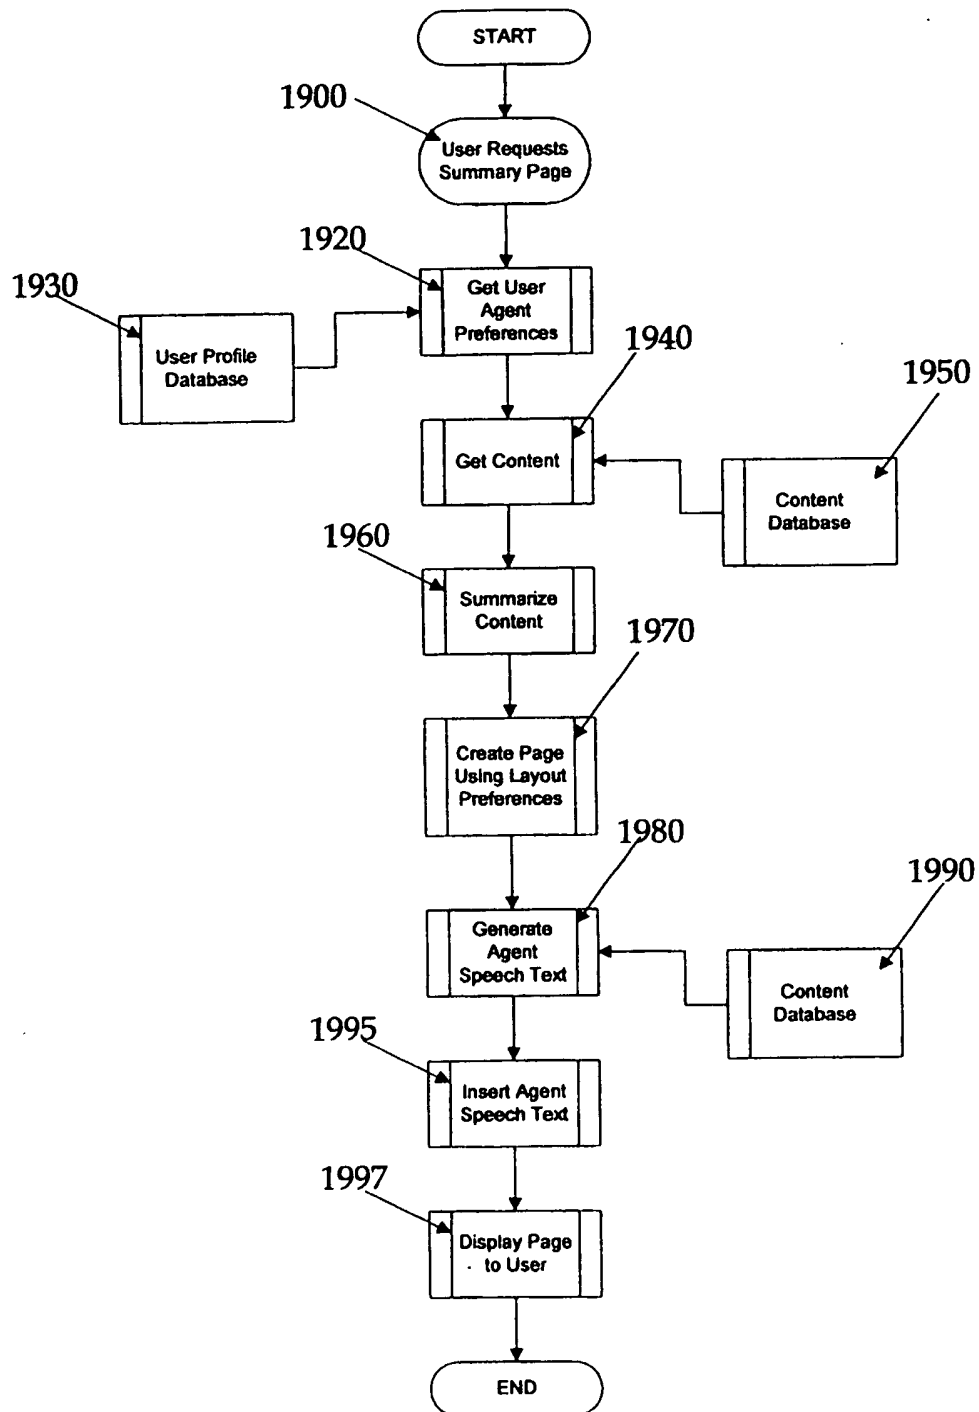 START
1900
User Requests
Summary Page
1920
Get User
Agent
Preferences
1930
User Profile
Database
1940
Get Content
1950
Content
Database
1960
Summarize
Content
1970
Create Page
Using Layout
Preferences
1980
Generate
Agent
Speech Text
1990
Content
Database
1995
Insert Agent
Speech Text
1997
Display Page
to User
END